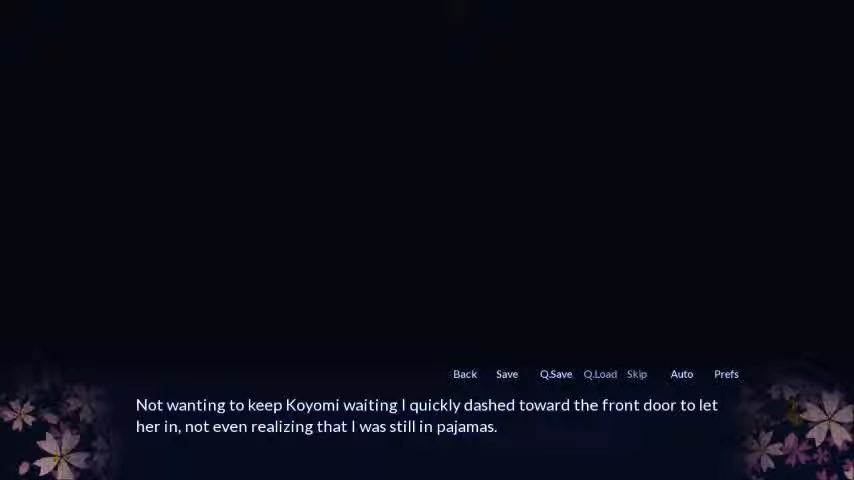 Back Save Q.Save Q.Load Skip Auto Prefs
Not wanting to keep Koyomi waiting I quickly dashed toward the front door to let
her in, not even realizing that I was still in pajamas.